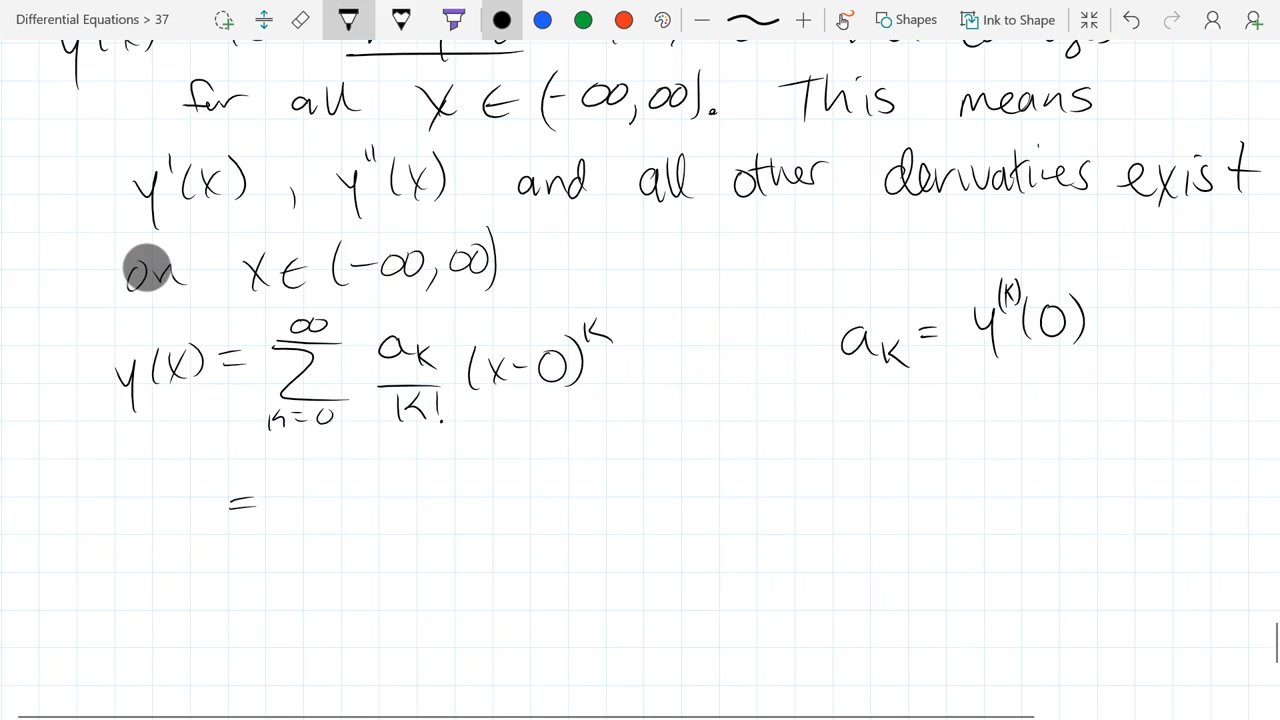 Differential Equations > 37
Shapes
Ink to Shape
for all x ∈ (-∞,∞). This means
y'(x), y''(x) and all other derivatives exist
on x ∈ (-∞,∞)
y(x) = ∑_{k=0}^{∞} a_k/k! (x-0)^k
a_k = y^{(k)}(0)
=